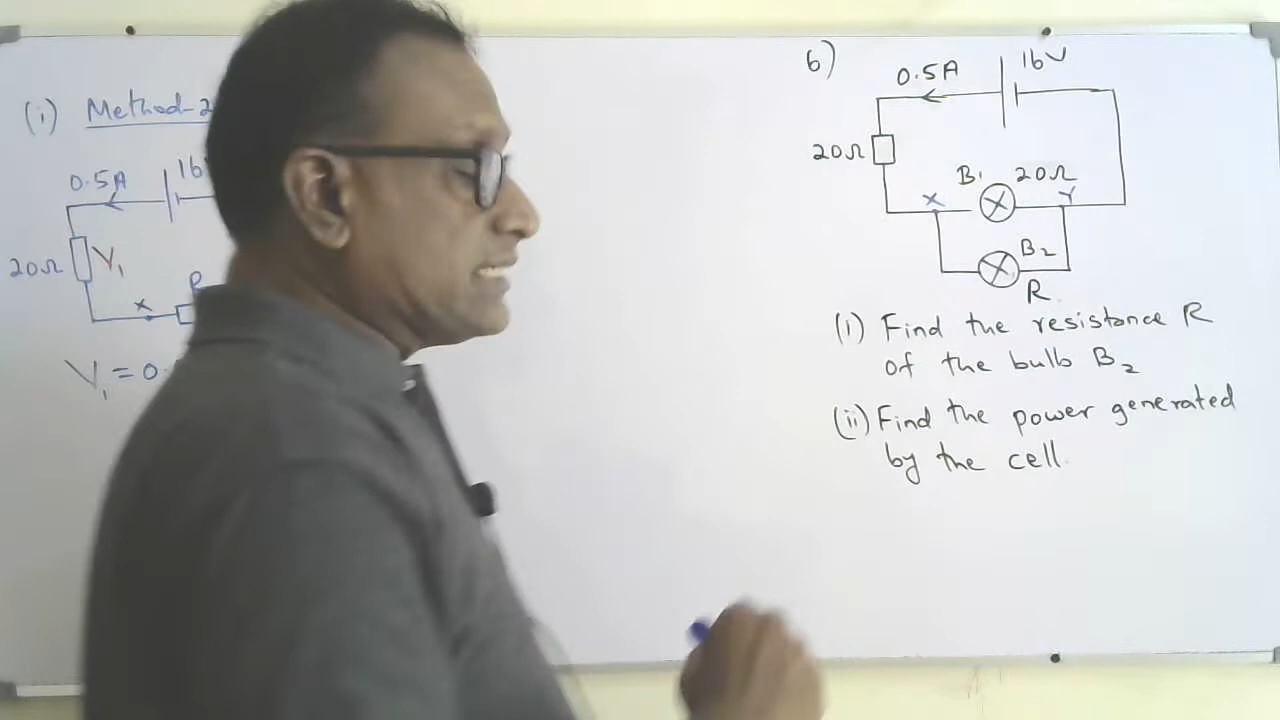 (i) Method-2
0.5A
16
20Ω
V₁
X
R
V₁ = 0.
6)
0.5A
16V
20Ω
B₁
20Ω
X
Y
B₂
R
(i) Find the resistance R
of the bulb B₂
(ii) Find the power generated
by the cell.